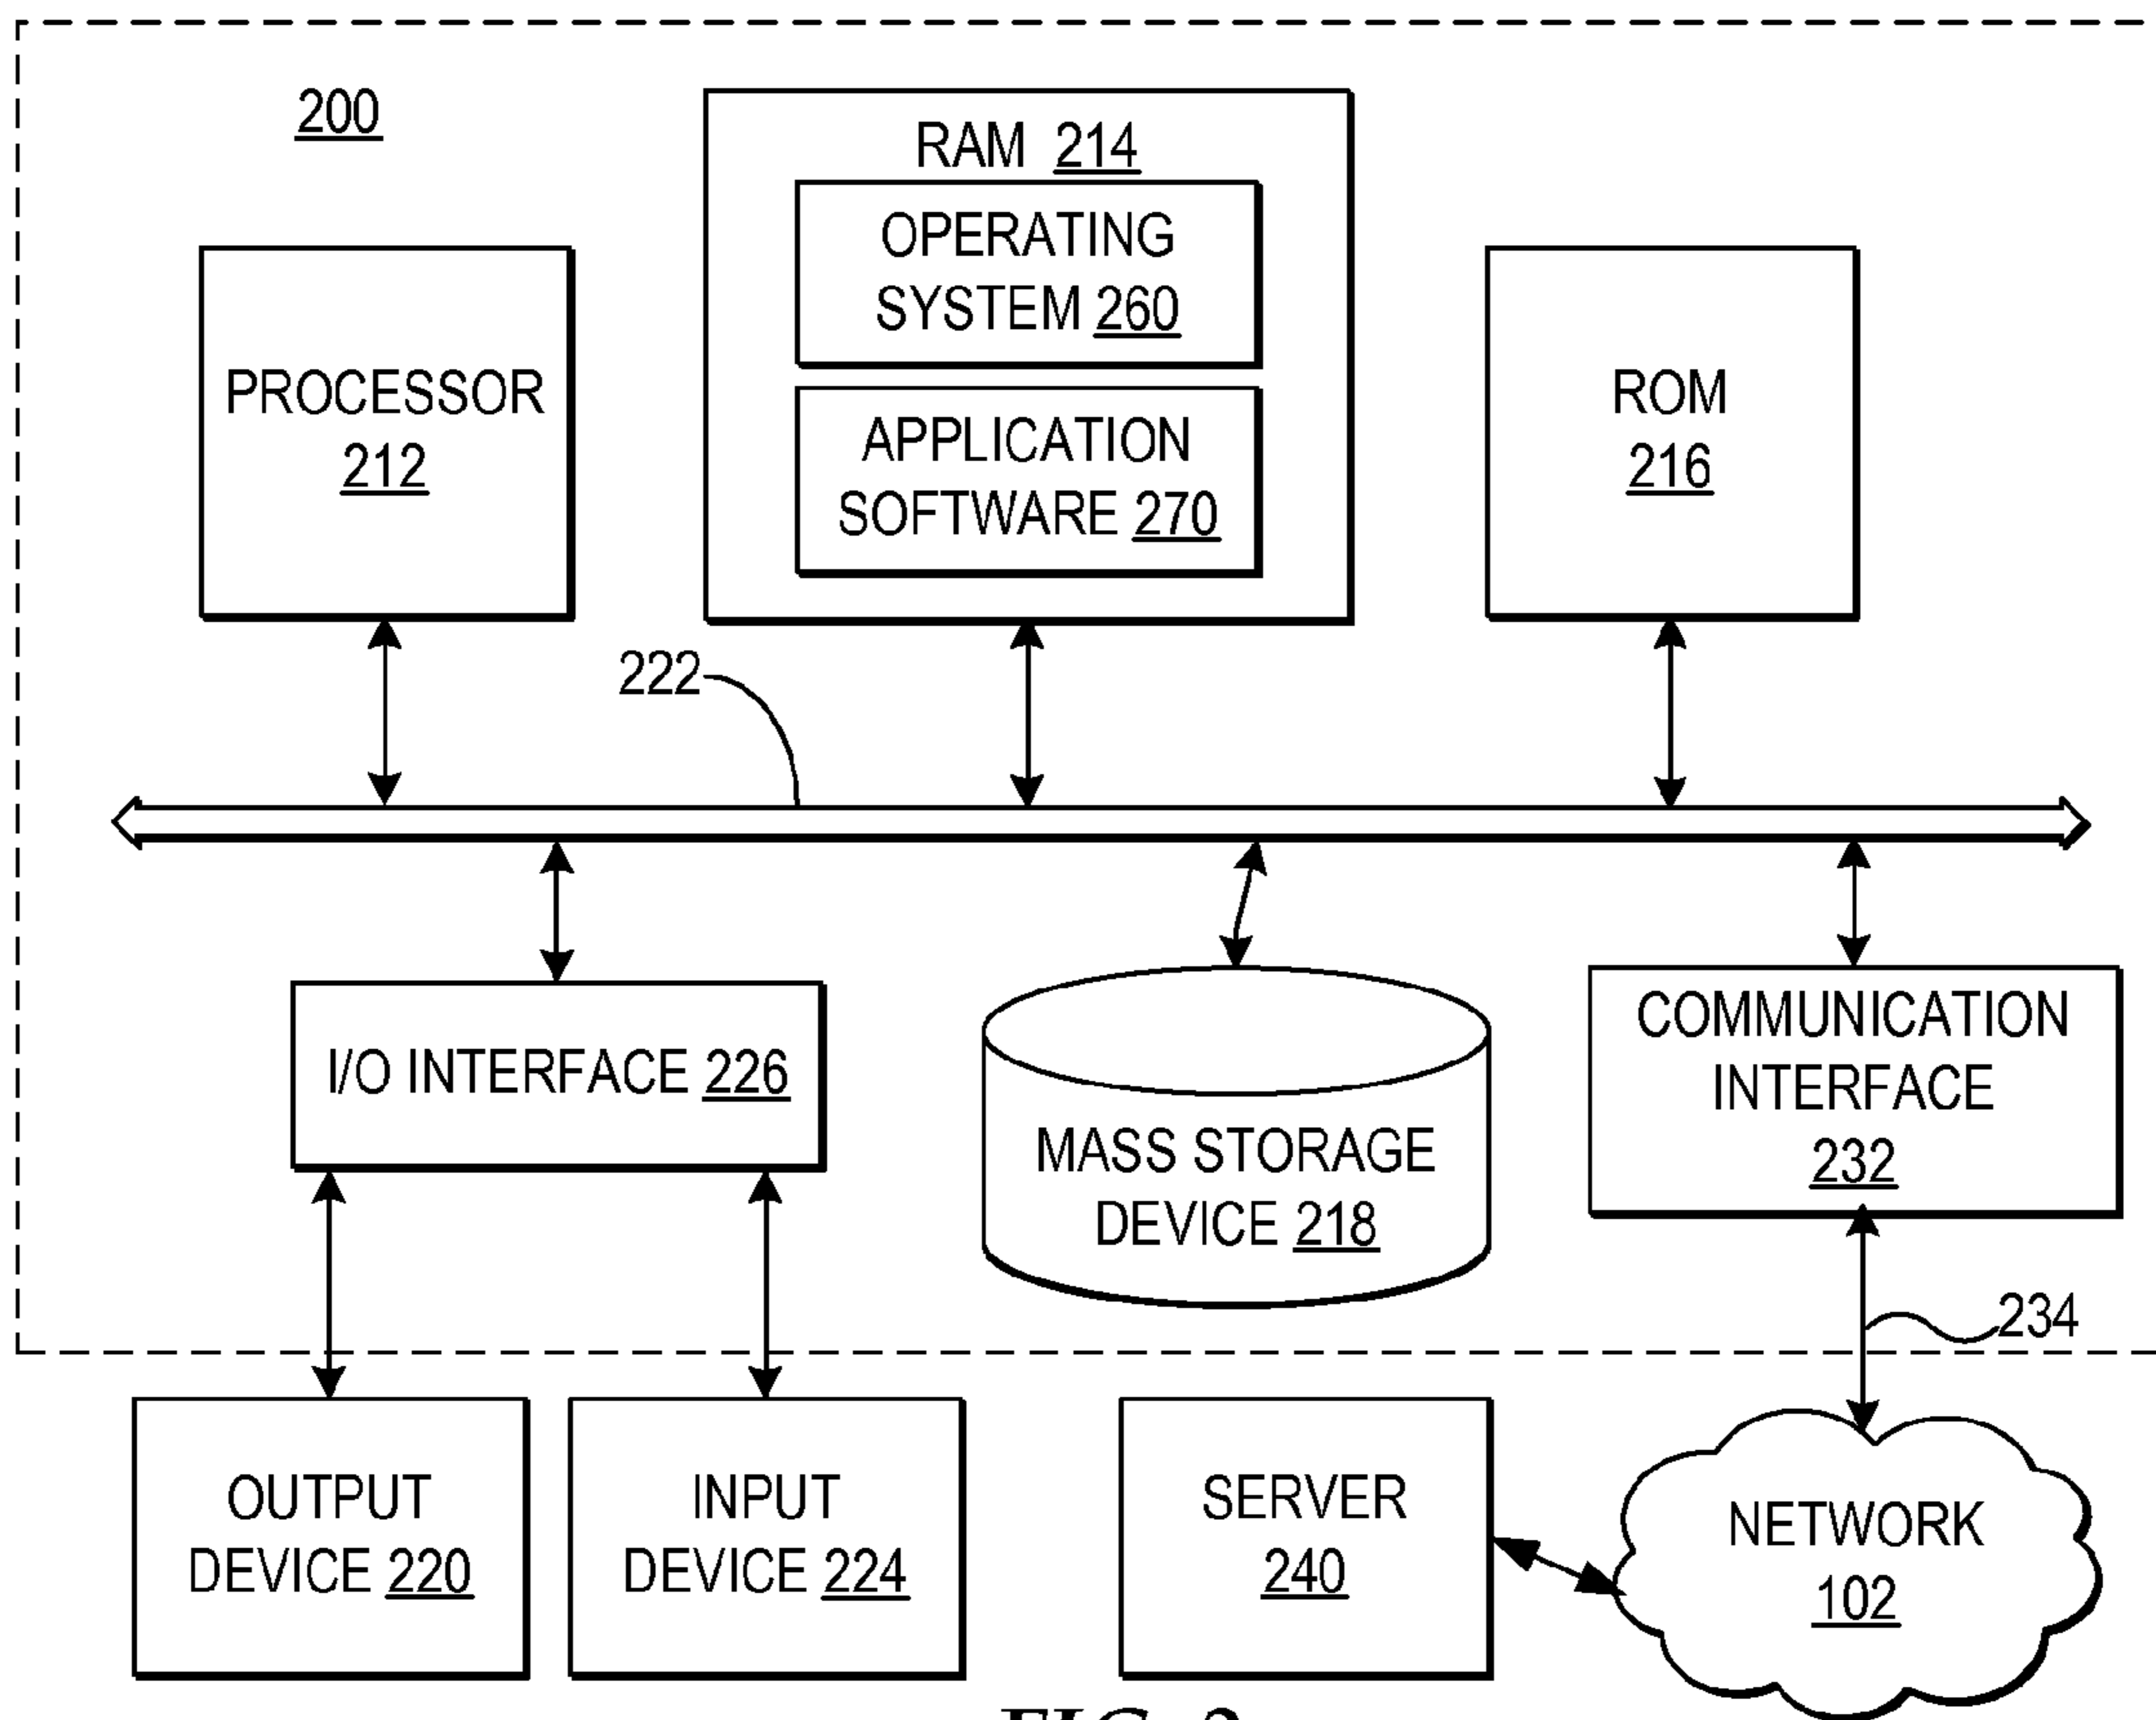 200
RAM 214
OPERATING
SYSTEM 260
APPLICATION
SOFTWARE 270
PROCESSOR
212
ROM
216
222
I/O INTERFACE 226
MASS STORAGE
DEVICE 218
COMMUNICATION
INTERFACE
232
234
OUTPUT
DEVICE 220
INPUT
DEVICE 224
SERVER
240
NETWORK
102